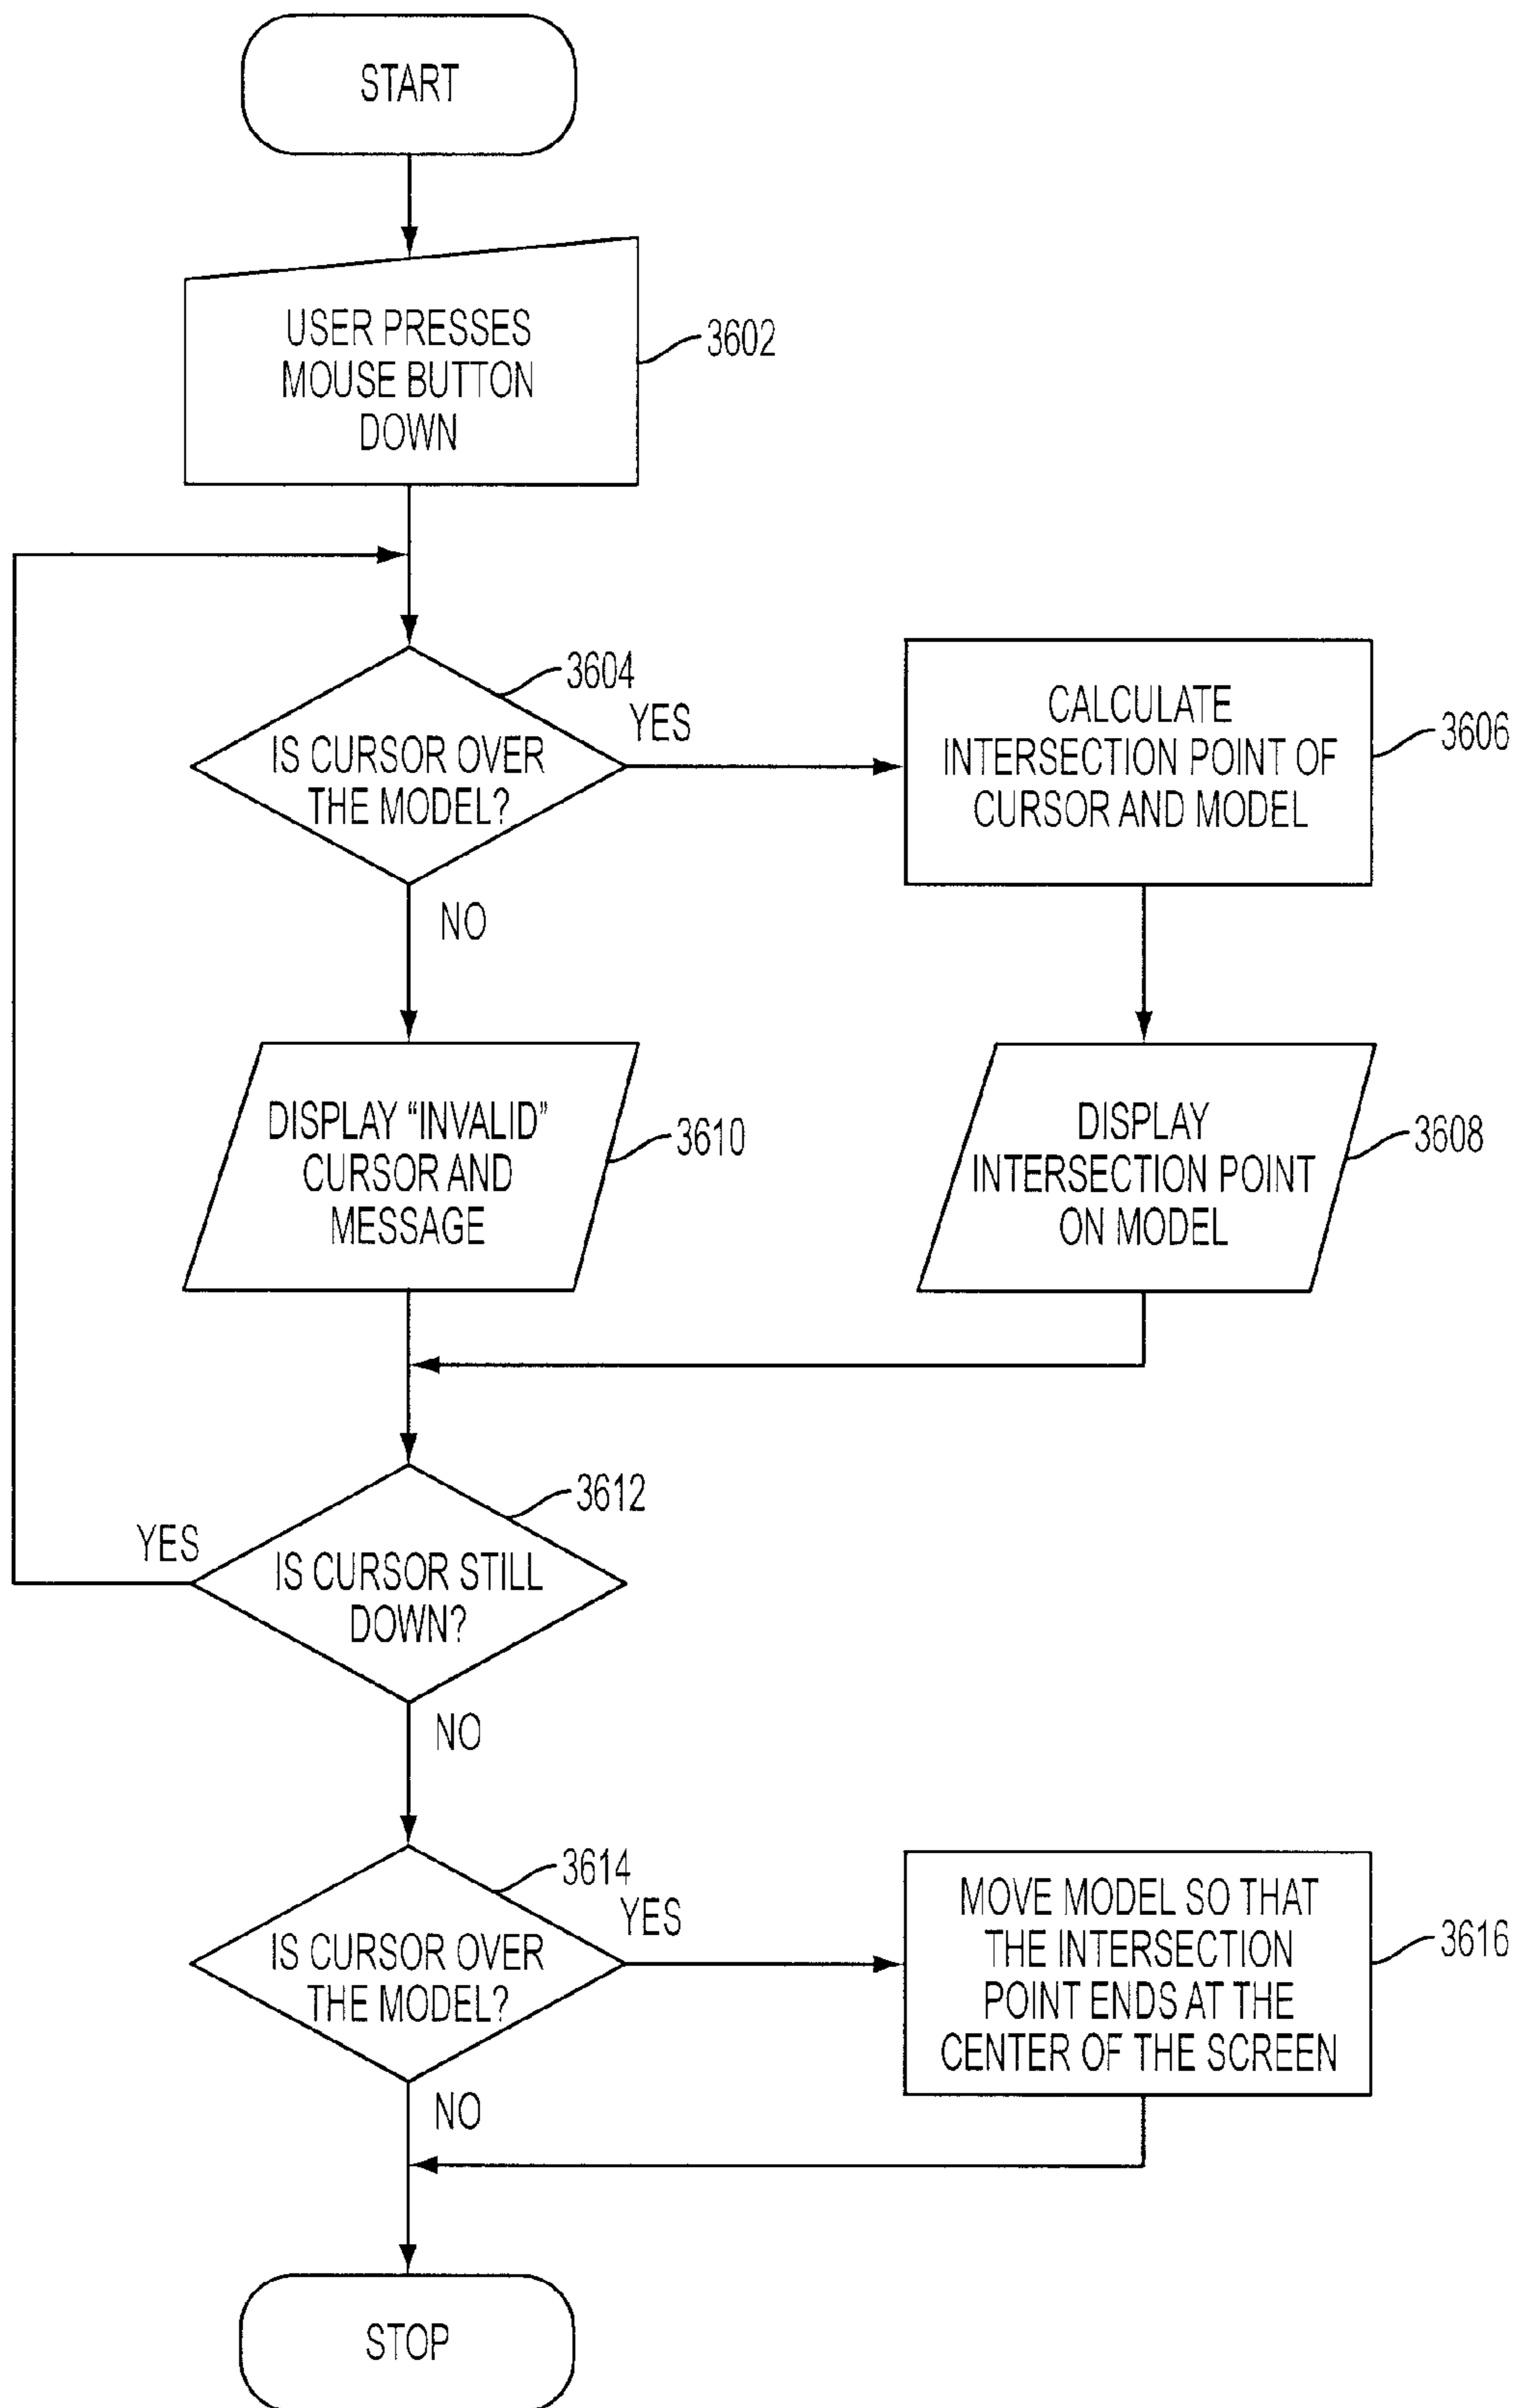 START
USER PRESSES
MOUSE BUTTON
DOWN
3602
3604
YES
IS CURSOR OVER
THE MODEL?
NO
CALCULATE
INTERSECTION POINT OF
CURSOR AND MODEL
3606
DISPLAY “INVALID”
CURSOR AND
MESSAGE
3610
DISPLAY
INTERSECTION POINT
ON MODEL
3608
3612
YES
IS CURSOR STILL
DOWN?
NO
3614
YES
IS CURSOR OVER
THE MODEL?
NO
MOVE MODEL SO THAT
THE INTERSECTION
POINT ENDS AT THE
CENTER OF THE SCREEN
3616
STOP